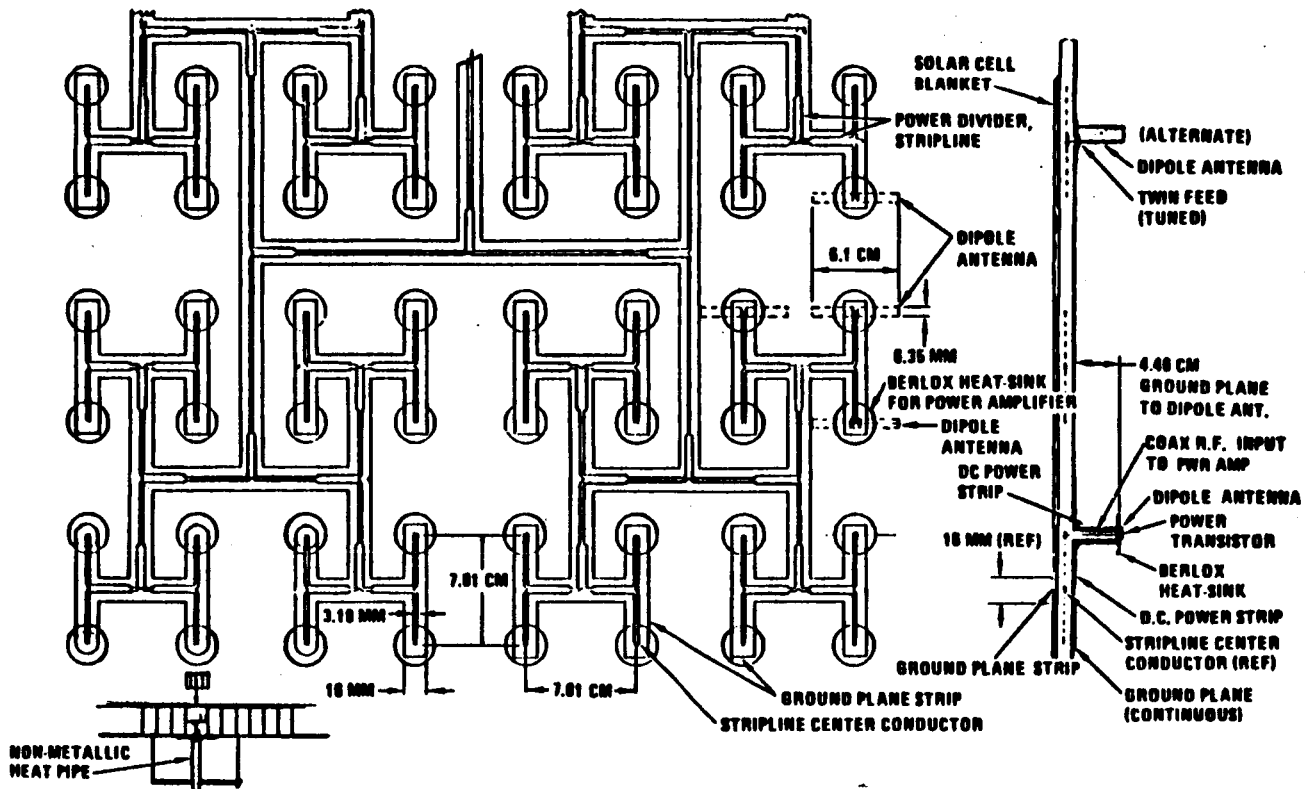 SOLAR CELL
BLANKET
POWER DIVIDER,
STRIPLINE
(ALTERNATE)
DIPOLE ANTENNA
TWIN FEED
(TUNED)
DIPOLE
ANTENNA
6.1 CM
6.35 MM
BERLOX HEAT-SINK
FOR POWER AMPLIFIER
DIPOLE
ANTENNA
4.46 CM
GROUND PLANE
TO DIPOLE ANT.
COAX R.F. INPUT
TO PWR AMP
DC POWER
STRIP
DIPOLE ANTENNA
POWER
TRANSISTOR
16 MM (REF)
BERLOX
HEAT-SINK
D.C. POWER STRIP
STRIPLINE CENTER
CONDUCTOR (REF)
GROUND PLANE STRIP
GROUND PLANE
(CONTINUOUS)
7.81 CM
3.18 MM
16 MM
7.81 CM
GROUND PLANE STRIP
STRIPLINE CENTER CONDUCTOR
NON-METALLIC
HEAT PIPE